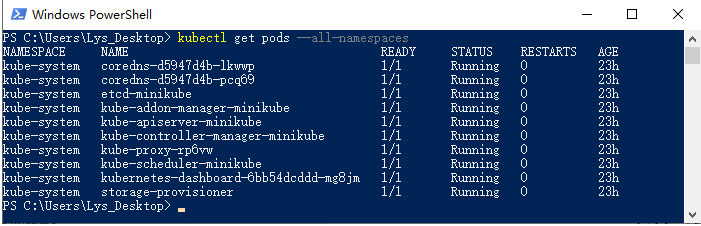 Windows PowerShell
PS C:\Users\Lys_Desktop> kubectl get pods --all-namespaces
NAMESPACE NAME READY STATUS RESTARTS AGE
kube-system coredns-d5947d4b-lkwwp 1/1 Running 0 23h
kube-system coredns-d5947d4b-pcq69 1/1 Running 0 23h
kube-system etcd-minikube 1/1 Running 0 23h
kube-system kube-addon-manager-minikube 1/1 Running 0 23h
kube-system kube-apiserver-minikube 1/1 Running 0 23h
kube-system kube-controller-manager-minikube 1/1 Running 0 23h
kube-system kube-proxy-rp6vw 1/1 Running 0 23h
kube-system kube-scheduler-minikube 1/1 Running 0 23h
kube-system kubernetes-dashboard-6bb54dcddd-mg8jm 1/1 Running 0 23h
kube-system storage-provisioner 1/1 Running 0 23h
PS C:\Users\Lys_Desktop>